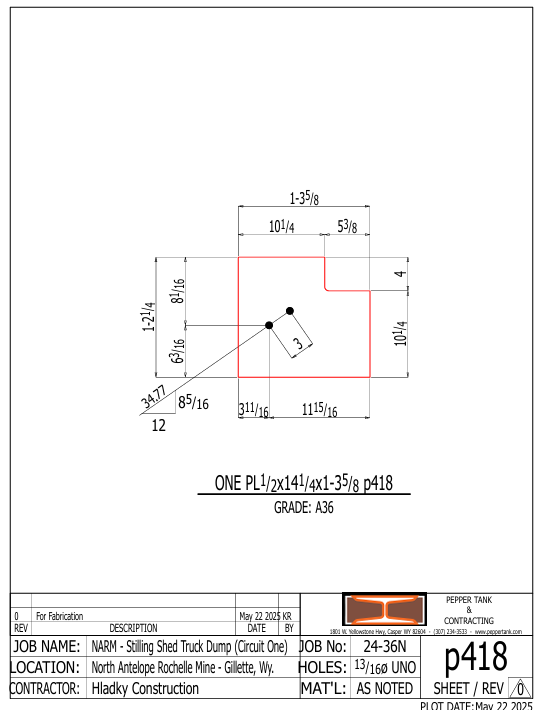 1-3 5/8
10 1/4 5 3/8
4
8 1/16
1-2 1/4
10 1/4
6 3/16
3
34.77
8 5/16
12
3 11/16 11 15/16
ONE PL 1/2x14 1/4x1-3 5/8 p418
GRADE: A36
0 For Fabrication May 22 2025 KR
REV DESCRIPTION DATE BY
PEPPER TANK
&
CONTRACTING
1801 W. Yellowstone Hwy, Casper WY 82604 - (307) 234-3533 - www.peppertank.com
JOB NAME: NARM - Stilling Shed Truck Dump (Circuit One) JOB No: 24-36N
LOCATION: North Antelope Rochelle Mine - Gillette, Wy. HOLES: 13/16ø UNO
CONTRACTOR: Hladky Construction MAT'L: AS NOTED
p418
SHEET / REV 0
PLOT DATE: May 22 2025